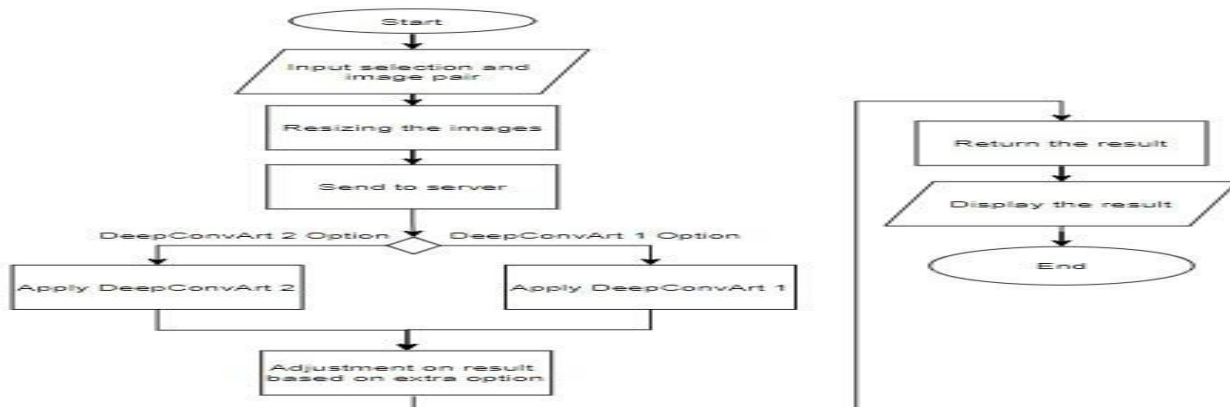 Start
Input selection and
image pair
Resizing the images
Send to server
DeepConvArt 2 Option
DeepConvArt 1 Option
Apply DeepConvArt 2
Apply DeepConvArt 1
Adjustment on result
based on extra option
Return the result
Display the result
End